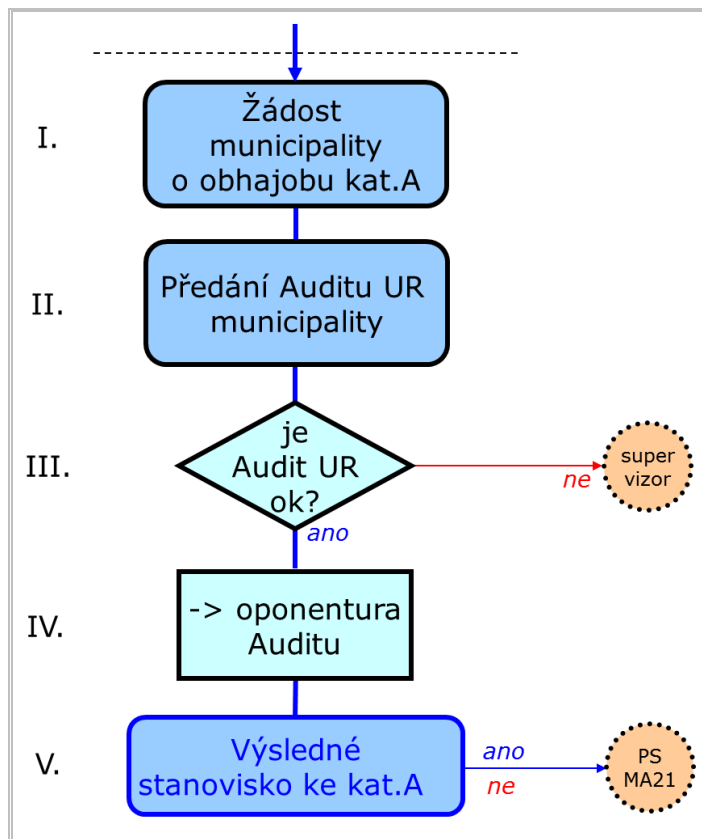 I.
Žádost
municipality
o obhajobu kat.A
II.
Předání Auditu UR
municipality
III.
je
Audit UR
ok?
ne
super
vizor
ano
IV.
-> oponentura
Auditu
V.
Výsledné
stanovisko ke kat.A
ano
ne
PS
MA21